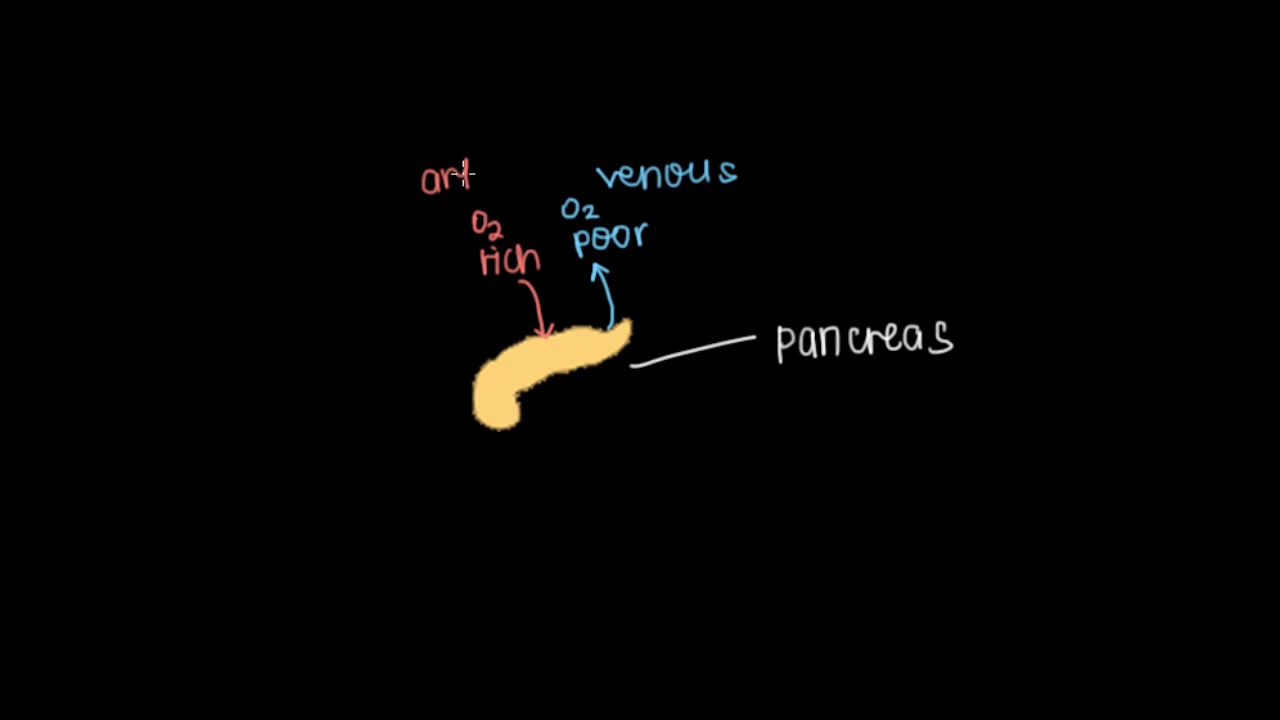 art
venous
O2
rich
O2
poor
pancreas